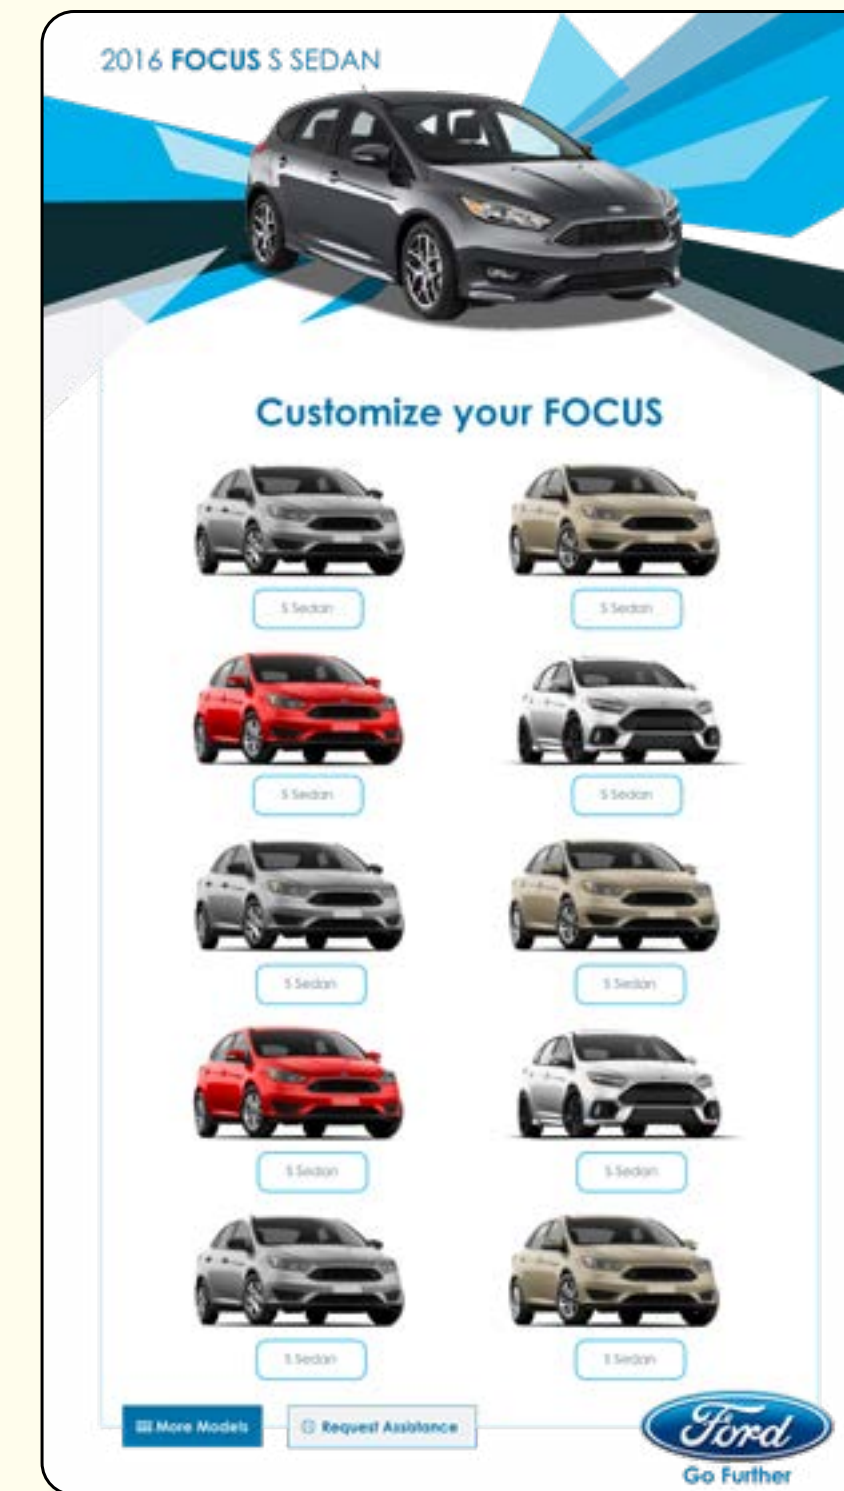 2016 FOCUS S SEDAN
Customize your FOCUS
S Sedan
S Sedan
S Sedan
S Sedan
S Sedan
S Sedan
S Sedan
S Sedan
S Sedan
S Sedan
More Models
Request Assistance
Ford
Go Further